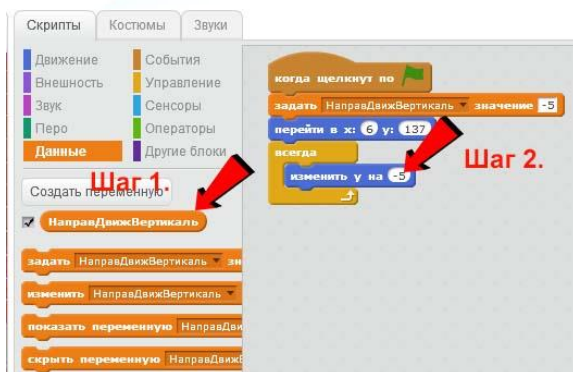 Скрипты Костюмы Звуки
Движение События
Внешность Управление
Звук Сенсоры
Перо Операторы
Данные Другие блоки
Создать переменную
Шаг 1.
НаправДвижВертикаль
задать НаправДвижВертикаль зн
изменить НаправДвижВертикаль
показать переменную НаправДви
скрыть переменную НаправДвиж
когда щелкнут по
задать НаправДвижВертикаль значение -5
перейти в x: 6 y: 137
всегда
изменить y на -5
Шаг 2.